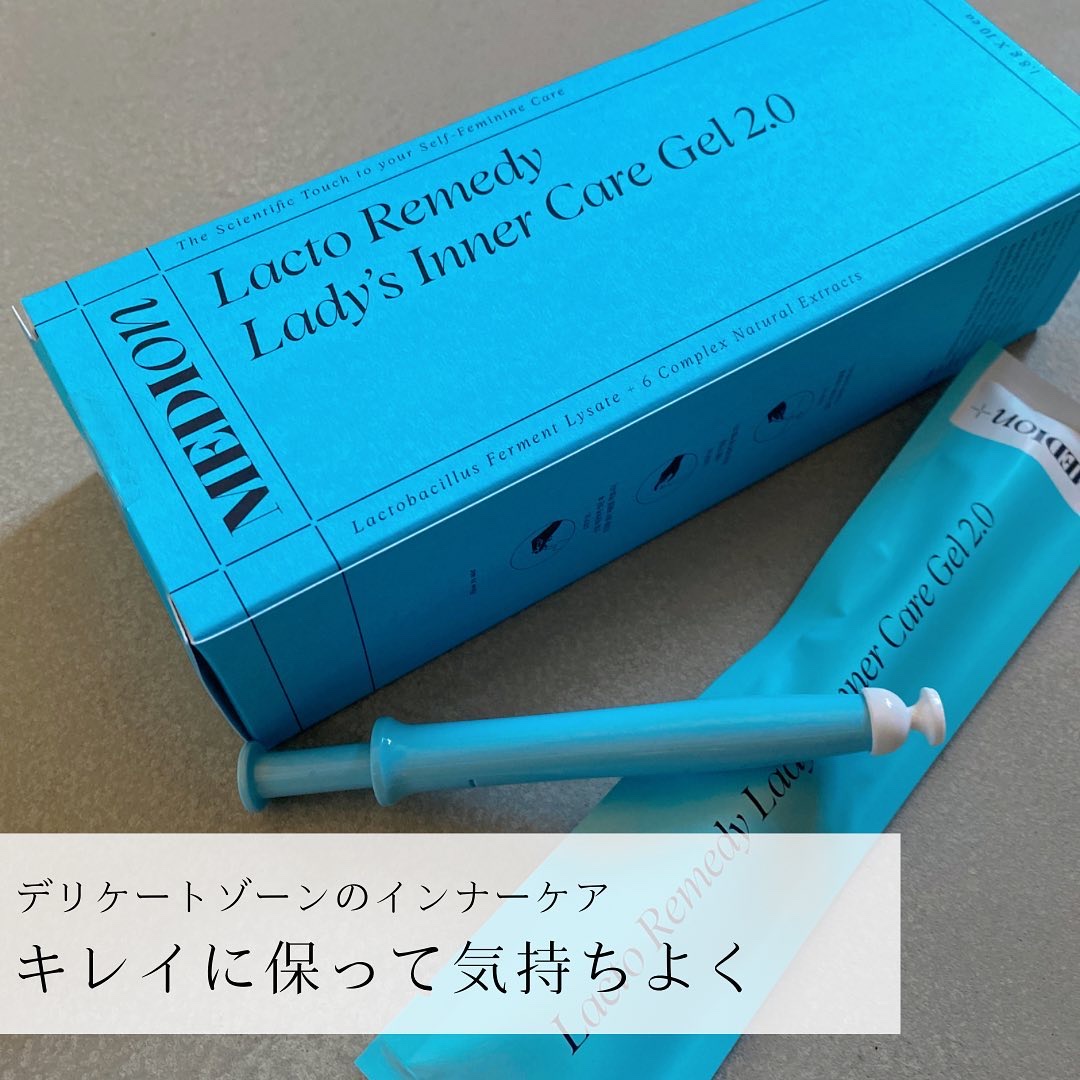 The Scientific Touch to your Self-Feminine Care
1.8 g X 10 ea
Lacto Remedy
Lady's Inner Care Gel 2.0
MEDIOn
Lactobacillus Ferment Lysate + 6 Complex Natural Extracts
MEDIOn+
Lacto Remedy Lady's Inner Care Gel 2.0
デリケートゾーンのインナーケア
キレイに保って気持ちよく